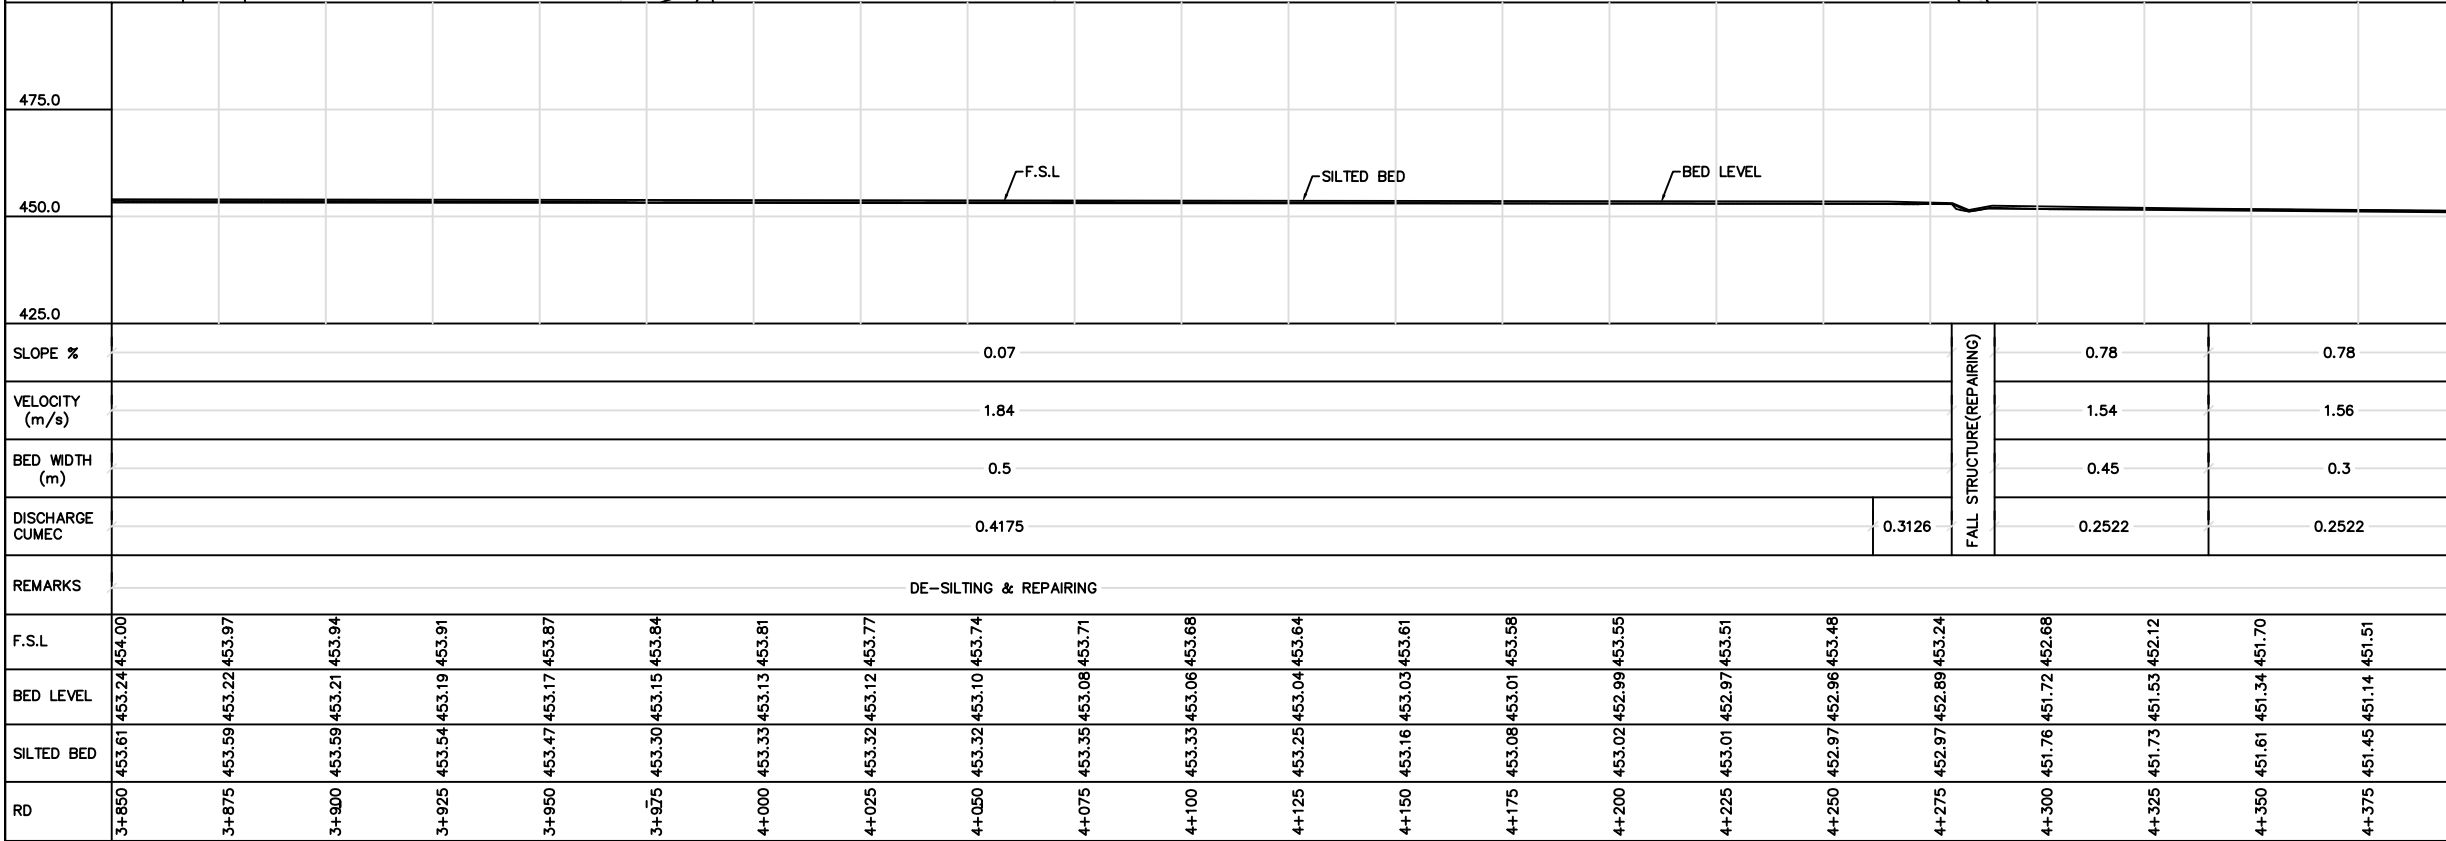 475.0
450.0
425.0
F.S.L
SILTED BED
BED LEVEL
SLOPE % 0.07 0.78 0.78
VELOCITY
(m/s) 1.84 1.54 1.56
BED WIDTH
(m) 0.5 0.45 0.3
DISCHARGE
CUMEC 0.4175 0.3126 0.2522 0.2522
FALL STRUCTURE(REPAIRING)
REMARKS DE-SILTING & REPAIRING
F.S.L 454.00 453.97 453.94 453.91 453.87 453.84 453.81 453.77 453.74 453.71 453.68 453.64 453.61 453.58 453.55 453.51 453.48 453.24 452.68 452.12 451.70 451.51
BED LEVEL 453.24 453.22 453.21 453.19 453.17 453.15 453.13 453.12 453.10 453.08 453.06 453.04 453.03 453.01 452.99 452.97 452.96 452.89 451.72 451.53 451.34 451.14
SILTED BED 453.61 453.59 453.59 453.54 453.47 453.30 453.33 453.32 453.32 453.35 453.33 453.25 453.16 453.08 453.02 453.01 452.97 452.97 451.76 451.73 451.61 451.45
RD 3+850 3+875 3+900 3+925 3+950 3+975 4+000 4+025 4+050 4+075 4+100 4+125 4+150 4+175 4+200 4+225 4+250 4+275 4+300 4+325 4+350 4+375